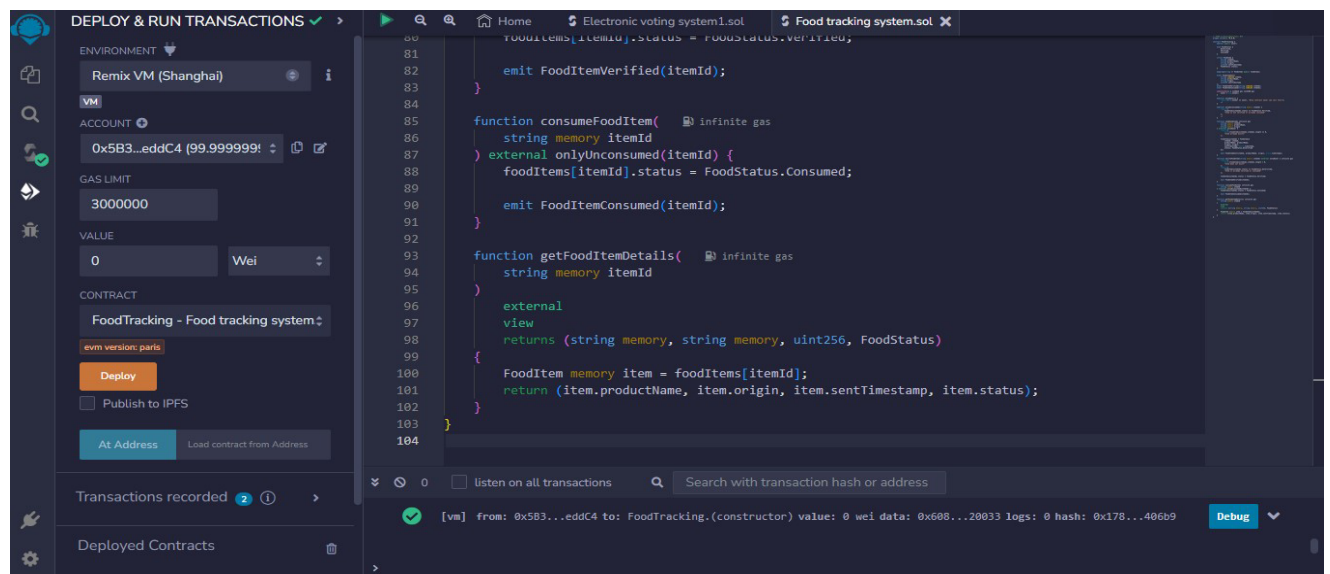 DEPLOY & RUN TRANSACTIONS
ENVIRONMENT
Remix VM (Shanghai)
VM
ACCOUNT
0x5B3...eddC4 (99.9999999
GAS LIMIT
3000000
VALUE
0
Wei
CONTRACT
FoodTracking - Food tracking system
evm version: paris
Deploy
Publish to IPFS
At Address
Load contract from Address
Transactions recorded 2 i
Deployed Contracts
Home
Electronic voting system1.sol
Food tracking system.sol
80 foodItems[itemId].status = FoodStatus.Verified;
81
82 emit FoodItemVerified(itemId);
83 }
84
85 function consumeFoodItem( infinite gas
86 string memory itemId
87 ) external onlyUnconsumed(itemId) {
88 foodItems[itemId].status = FoodStatus.Consumed;
89
90 emit FoodItemConsumed(itemId);
91 }
92
93 function getFoodItemDetails( infinite gas
94 string memory itemId
95 )
96 external
97 view
98 returns (string memory, string memory, uint256, FoodStatus)
99 {
100 FoodItem memory item = foodItems[itemId];
101 return (item.productName, item.origin, item.sentTimestamp, item.status);
102 }
103 }
104
0
listen on all transactions
Search with transaction hash or address
[vm] from: 0x5B3...eddC4 to: FoodTracking.(constructor) value: 0 wei data: 0x608...20033 logs: 0 hash: 0x178...406b9
Debug
>